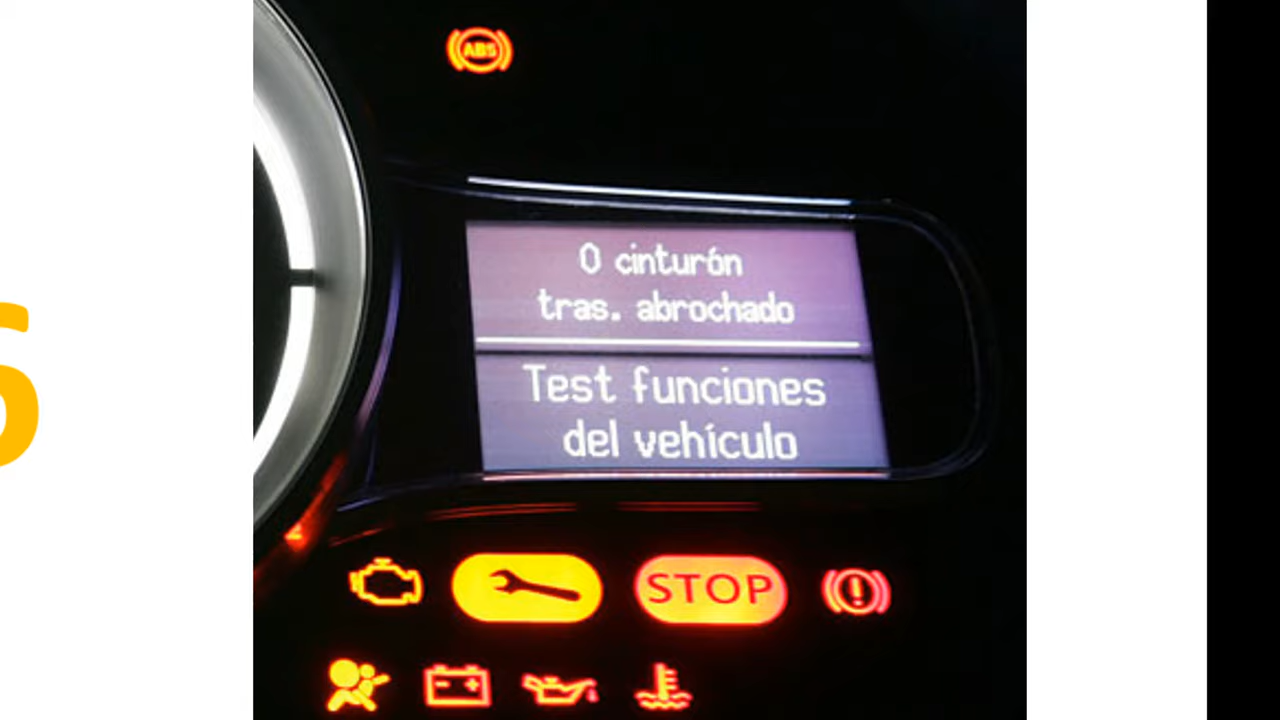 ABS
0 cinturón
tras. abrochado
Test funciones
del vehículo
STOP